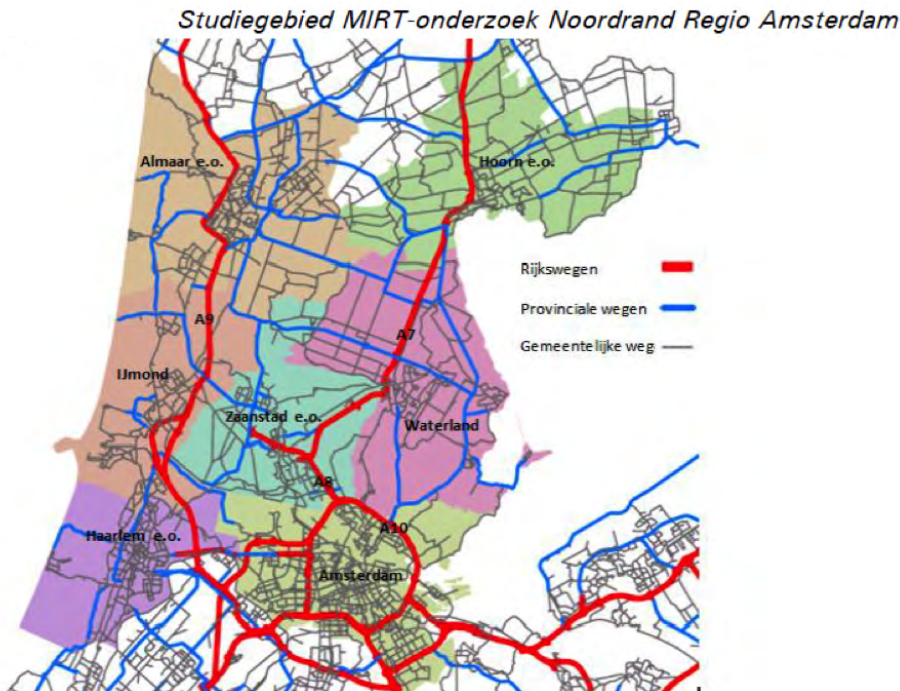 Studiegebied MIRT-onderzoek Noordrand Regio Amsterdam
Almaar e.o.
Hoorn e.o.
Rijkswegen
Provinciale wegen
A9
A7
Gemeentelijke weg
IJmond
Zaanstad e.o.
Waterland
A8
A10
Haarlem e.o.
Amsterdam